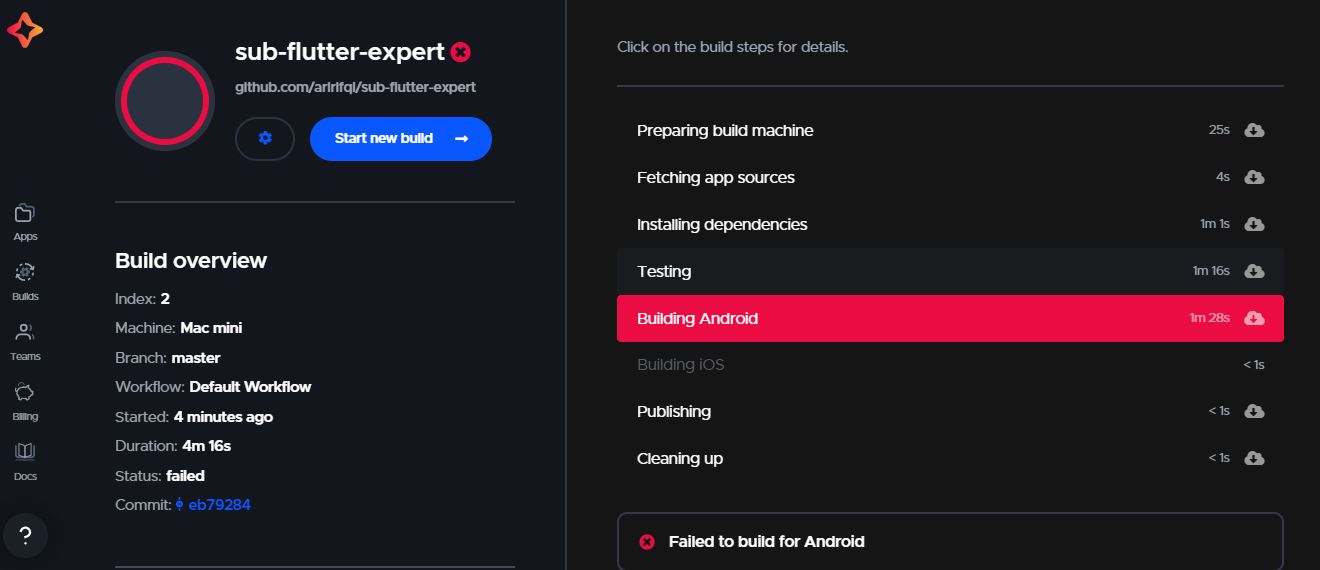 sub-flutter-expert
github.com/aririfqi/sub-flutter-expert
Start new build →
Apps
Builds
Teams
Billing
Docs
?
Build overview
Index: 2
Machine: Mac mini
Branch: master
Workflow: Default Workflow
Started: 4 minutes ago
Duration: 4m 16s
Status: failed
Commit: eb79284
Click on the build steps for details.
Preparing build machine 25s
Fetching app sources 4s
Installing dependencies 1m 1s
Testing 1m 16s
Building Android 1m 28s
Building iOS < 1s
Publishing < 1s
Cleaning up < 1s
Failed to build for Android